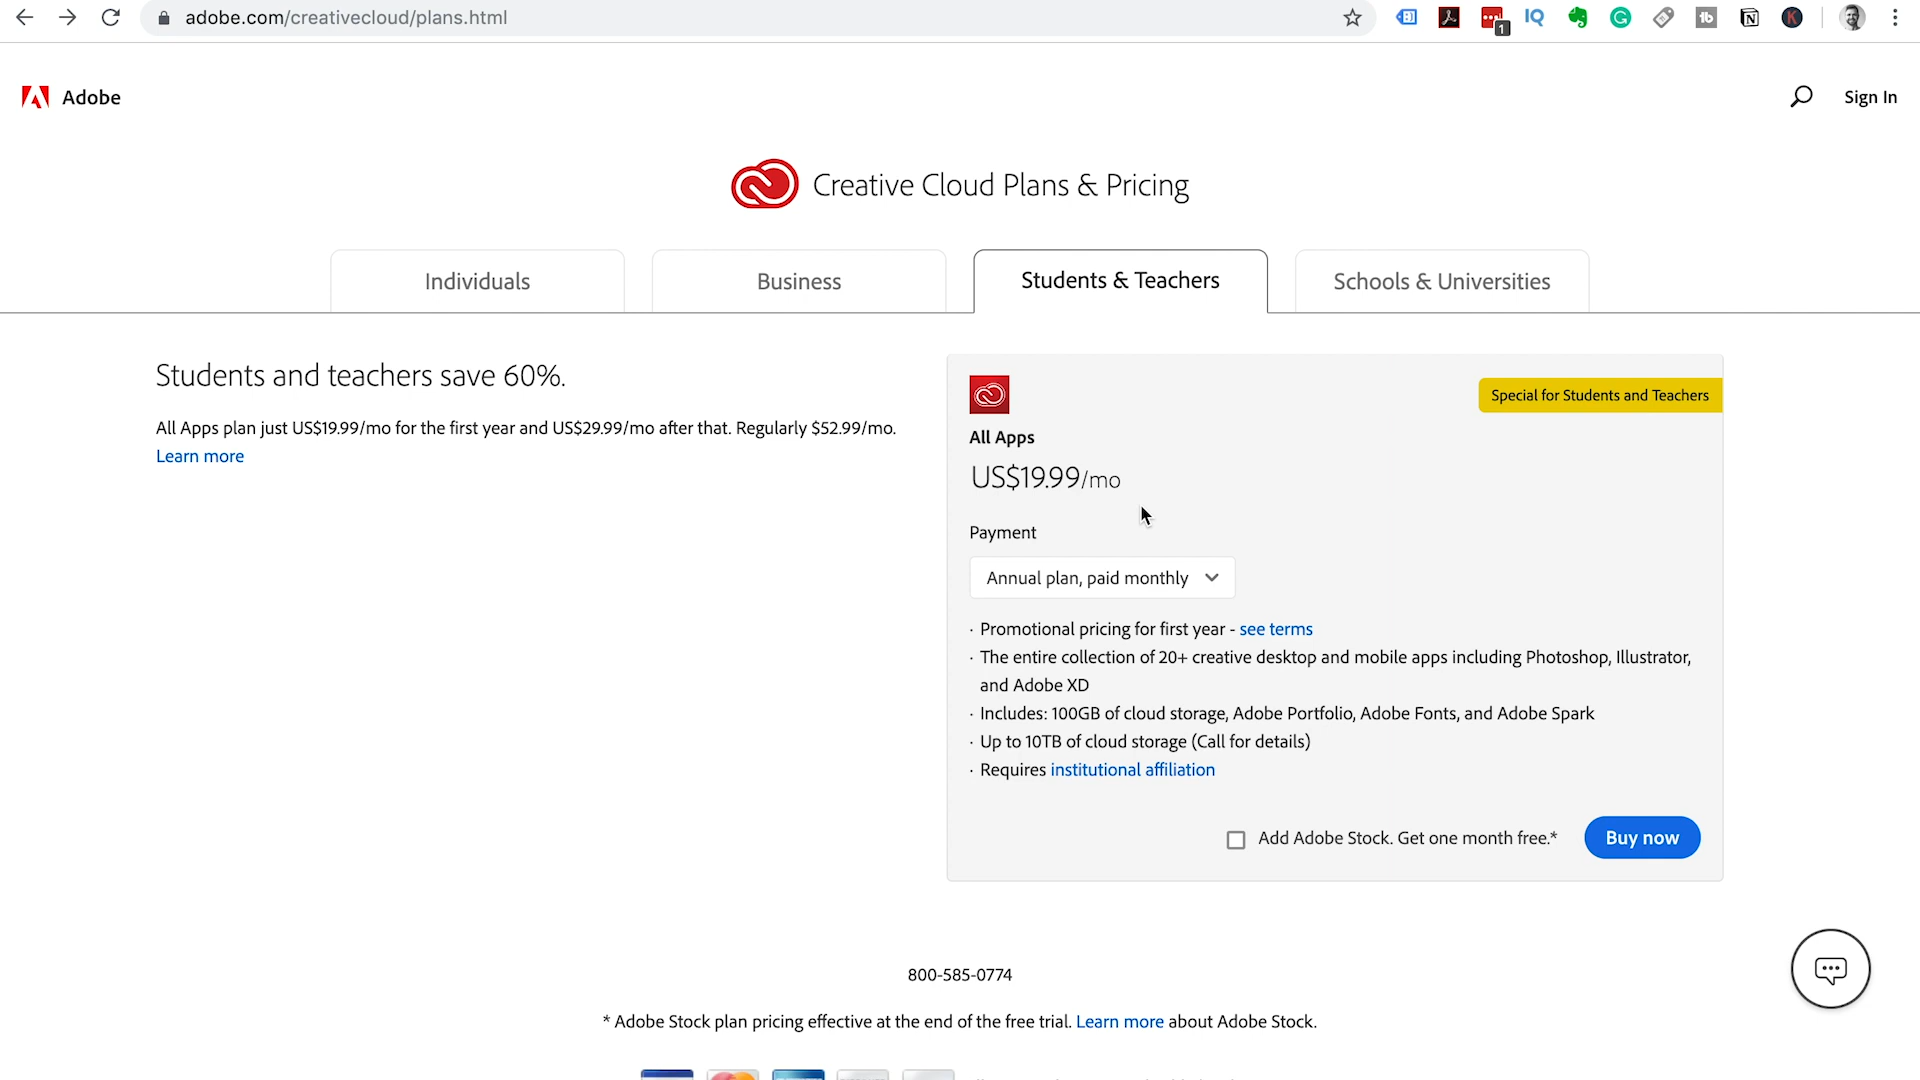 adobe.com/creativecloud/plans.html
1
IQ
G
tb
N
K
Adobe
Sign In
Creative Cloud Plans & Pricing
Individuals
Business
Students & Teachers
Schools & Universities
Students and teachers save 60%.
All Apps plan just US$19.99/mo for the first year and US$29.99/mo after that. Regularly $52.99/mo.
Learn more
Special for Students and Teachers
All Apps
US$19.99/mo
Payment
Annual plan, paid monthly
· Promotional pricing for first year - see terms
· The entire collection of 20+ creative desktop and mobile apps including Photoshop, Illustrator,
and Adobe XD
· Includes: 100GB of cloud storage, Adobe Portfolio, Adobe Fonts, and Adobe Spark
· Up to 10TB of cloud storage (Call for details)
· Requires institutional affiliation
Add Adobe Stock. Get one month free.*
Buy now
800-585-0774
* Adobe Stock plan pricing effective at the end of the free trial. Learn more about Adobe Stock.